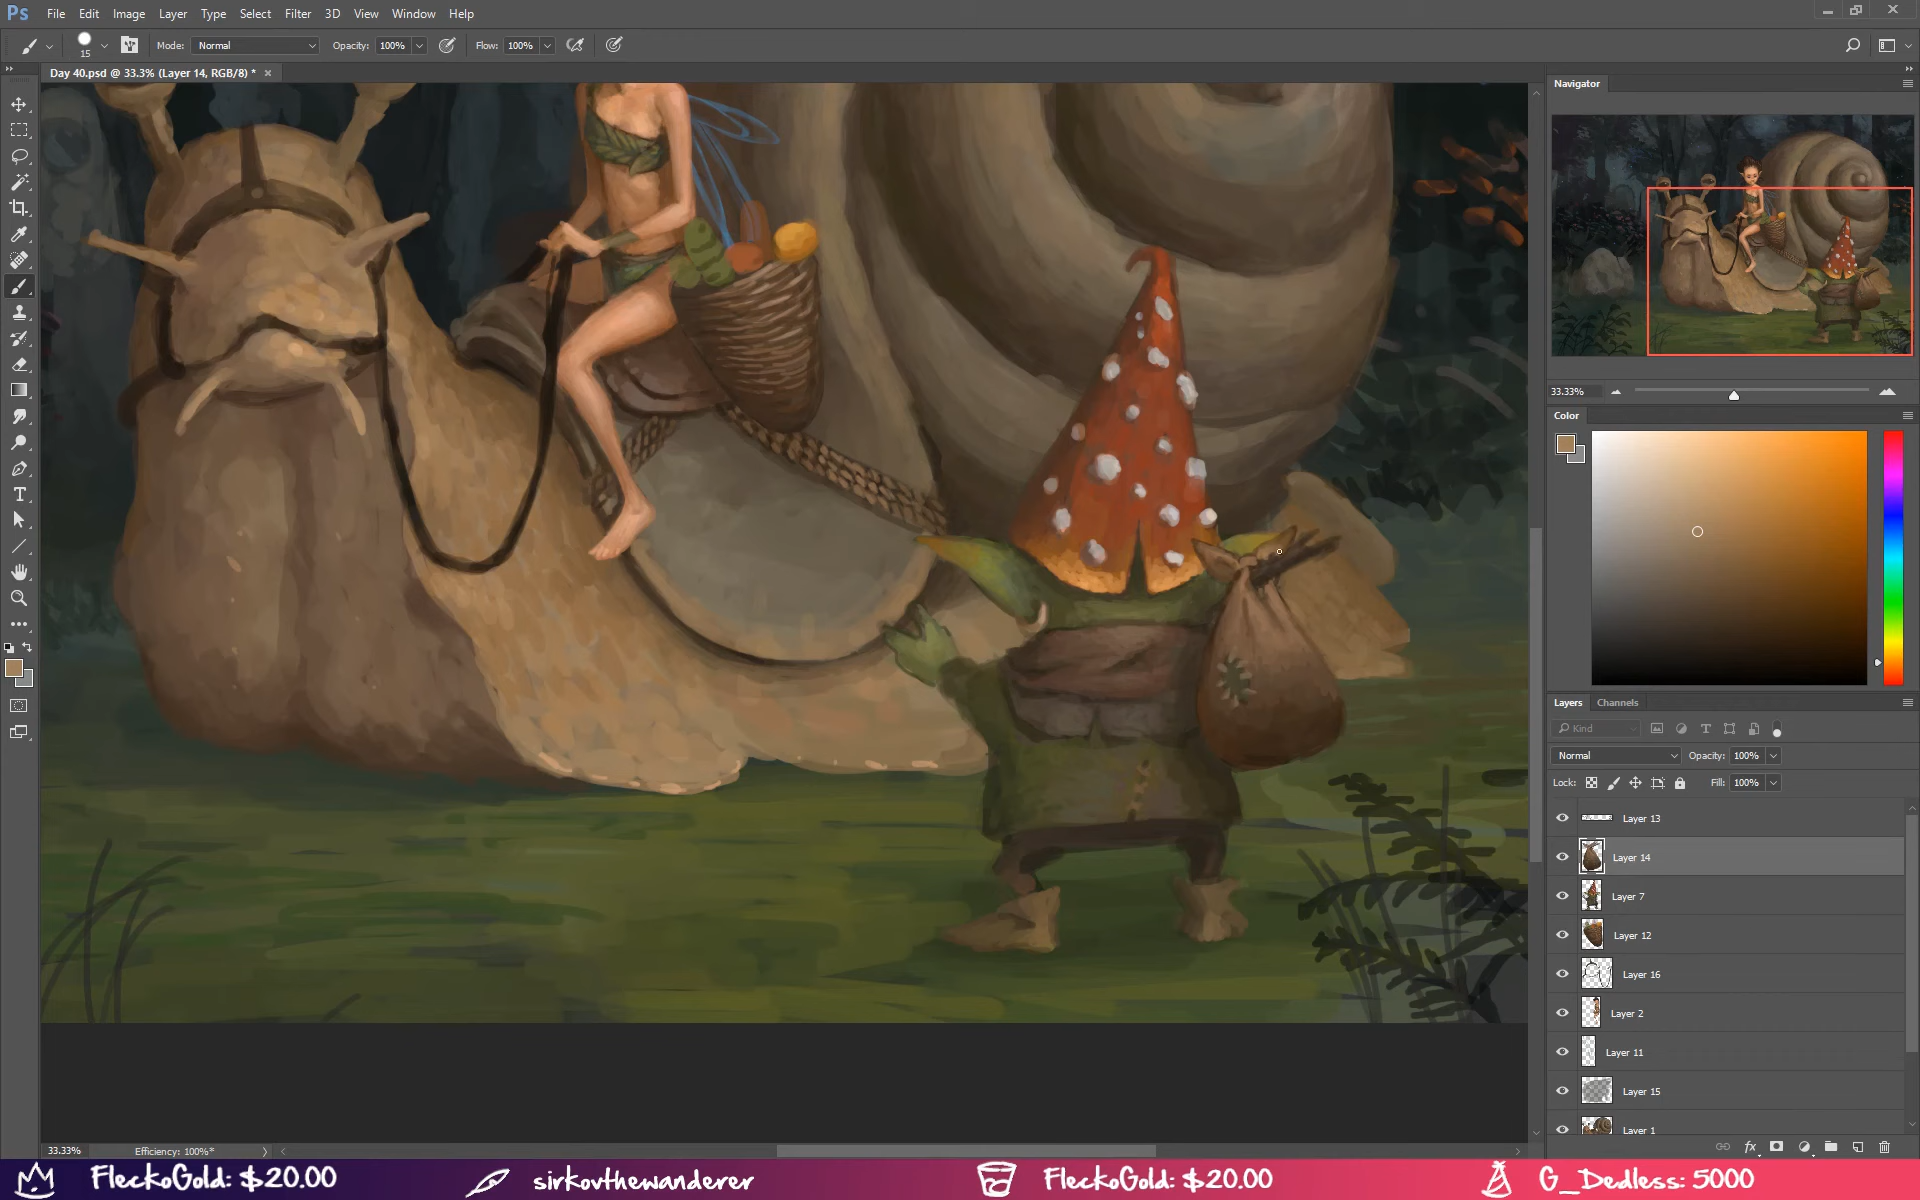 Ps File Edit Image Layer Type Select Filter 3D View Window Help
15 Mode: Normal Opacity: 100% Flow: 100%
Day 40.psd @ 33.3% (Layer 14, RGB/8) * ×
Navigator
33.33%
Color
Layers Channels
Kind
Normal Opacity: 100%
Lock: Fill: 100%
Layer 13
Layer 14
Layer 7
Layer 12
Layer 16
Layer 2
Layer 11
Layer 15
Layer 1
33.33% Efficiency: 100%*
FleckoGold: $20.00 sirkovthewanderer FleckoGold: $20.00 G_Dedless: 5000